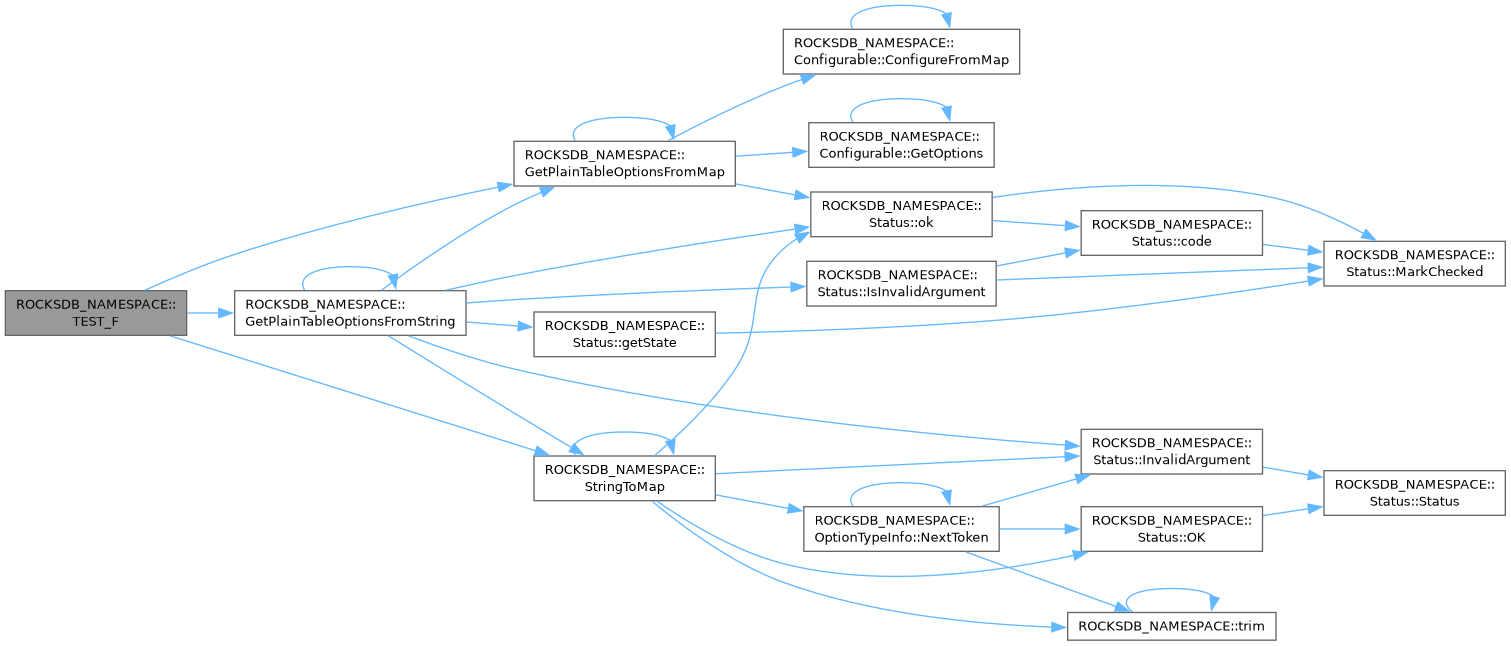 ROCKSDB_NAMESPACE::
TEST_F
ROCKSDB_NAMESPACE::
GetPlainTableOptionsFromString
ROCKSDB_NAMESPACE::
GetPlainTableOptionsFromMap
ROCKSDB_NAMESPACE::
Status::getState
ROCKSDB_NAMESPACE::
StringToMap
ROCKSDB_NAMESPACE::
Configurable::ConfigureFromMap
ROCKSDB_NAMESPACE::
Configurable::GetOptions
ROCKSDB_NAMESPACE::
Status::ok
ROCKSDB_NAMESPACE::
Status::IsInvalidArgument
ROCKSDB_NAMESPACE::
OptionTypeInfo::NextToken
ROCKSDB_NAMESPACE::
Status::code
ROCKSDB_NAMESPACE::
Status::InvalidArgument
ROCKSDB_NAMESPACE::
Status::OK
ROCKSDB_NAMESPACE::trim
ROCKSDB_NAMESPACE::
Status::MarkChecked
ROCKSDB_NAMESPACE::
Status::Status